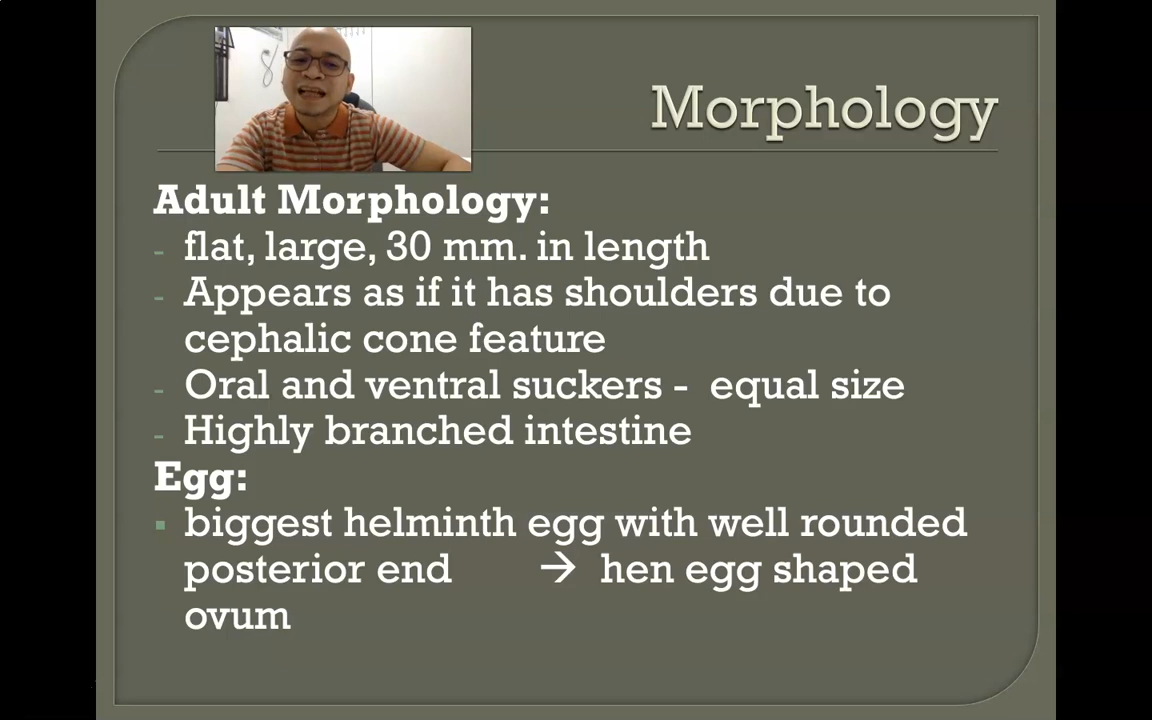 Morphology
Adult Morphology:
- flat, large, 30 mm. in length
- Appears as if it has shoulders due to
cephalic cone feature
- Oral and ventral suckers - equal size
- Highly branched intestine
Egg:
▪ biggest helminth egg with well rounded
posterior end → hen egg shaped
ovum